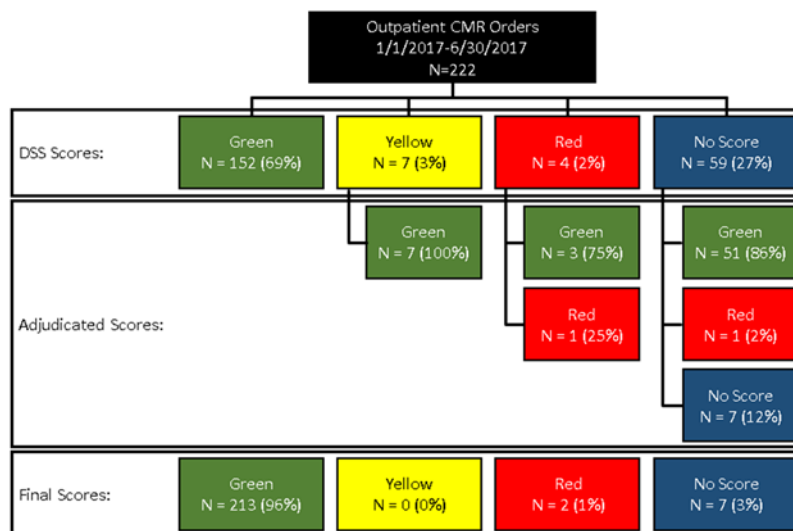 Outpatient CMR Orders
1/1/2017-6/30/2017
N=222
DSS Scores:
Green
N = 152 (69%)
Yellow
N = 7 (3%)
Red
N = 4 (2%)
No Score
N = 59 (27%)
Adjudicated Scores:
Green
N = 7 (100%)
Green
N = 3 (75%)
Red
N = 1 (25%)
Green
N = 51 (86%)
Red
N = 1 (2%)
No Score
N = 7 (12%)
Final Scores:
Green
N = 213 (96%)
Yellow
N = 0 (0%)
Red
N = 2 (1%)
No Score
N = 7 (3%)